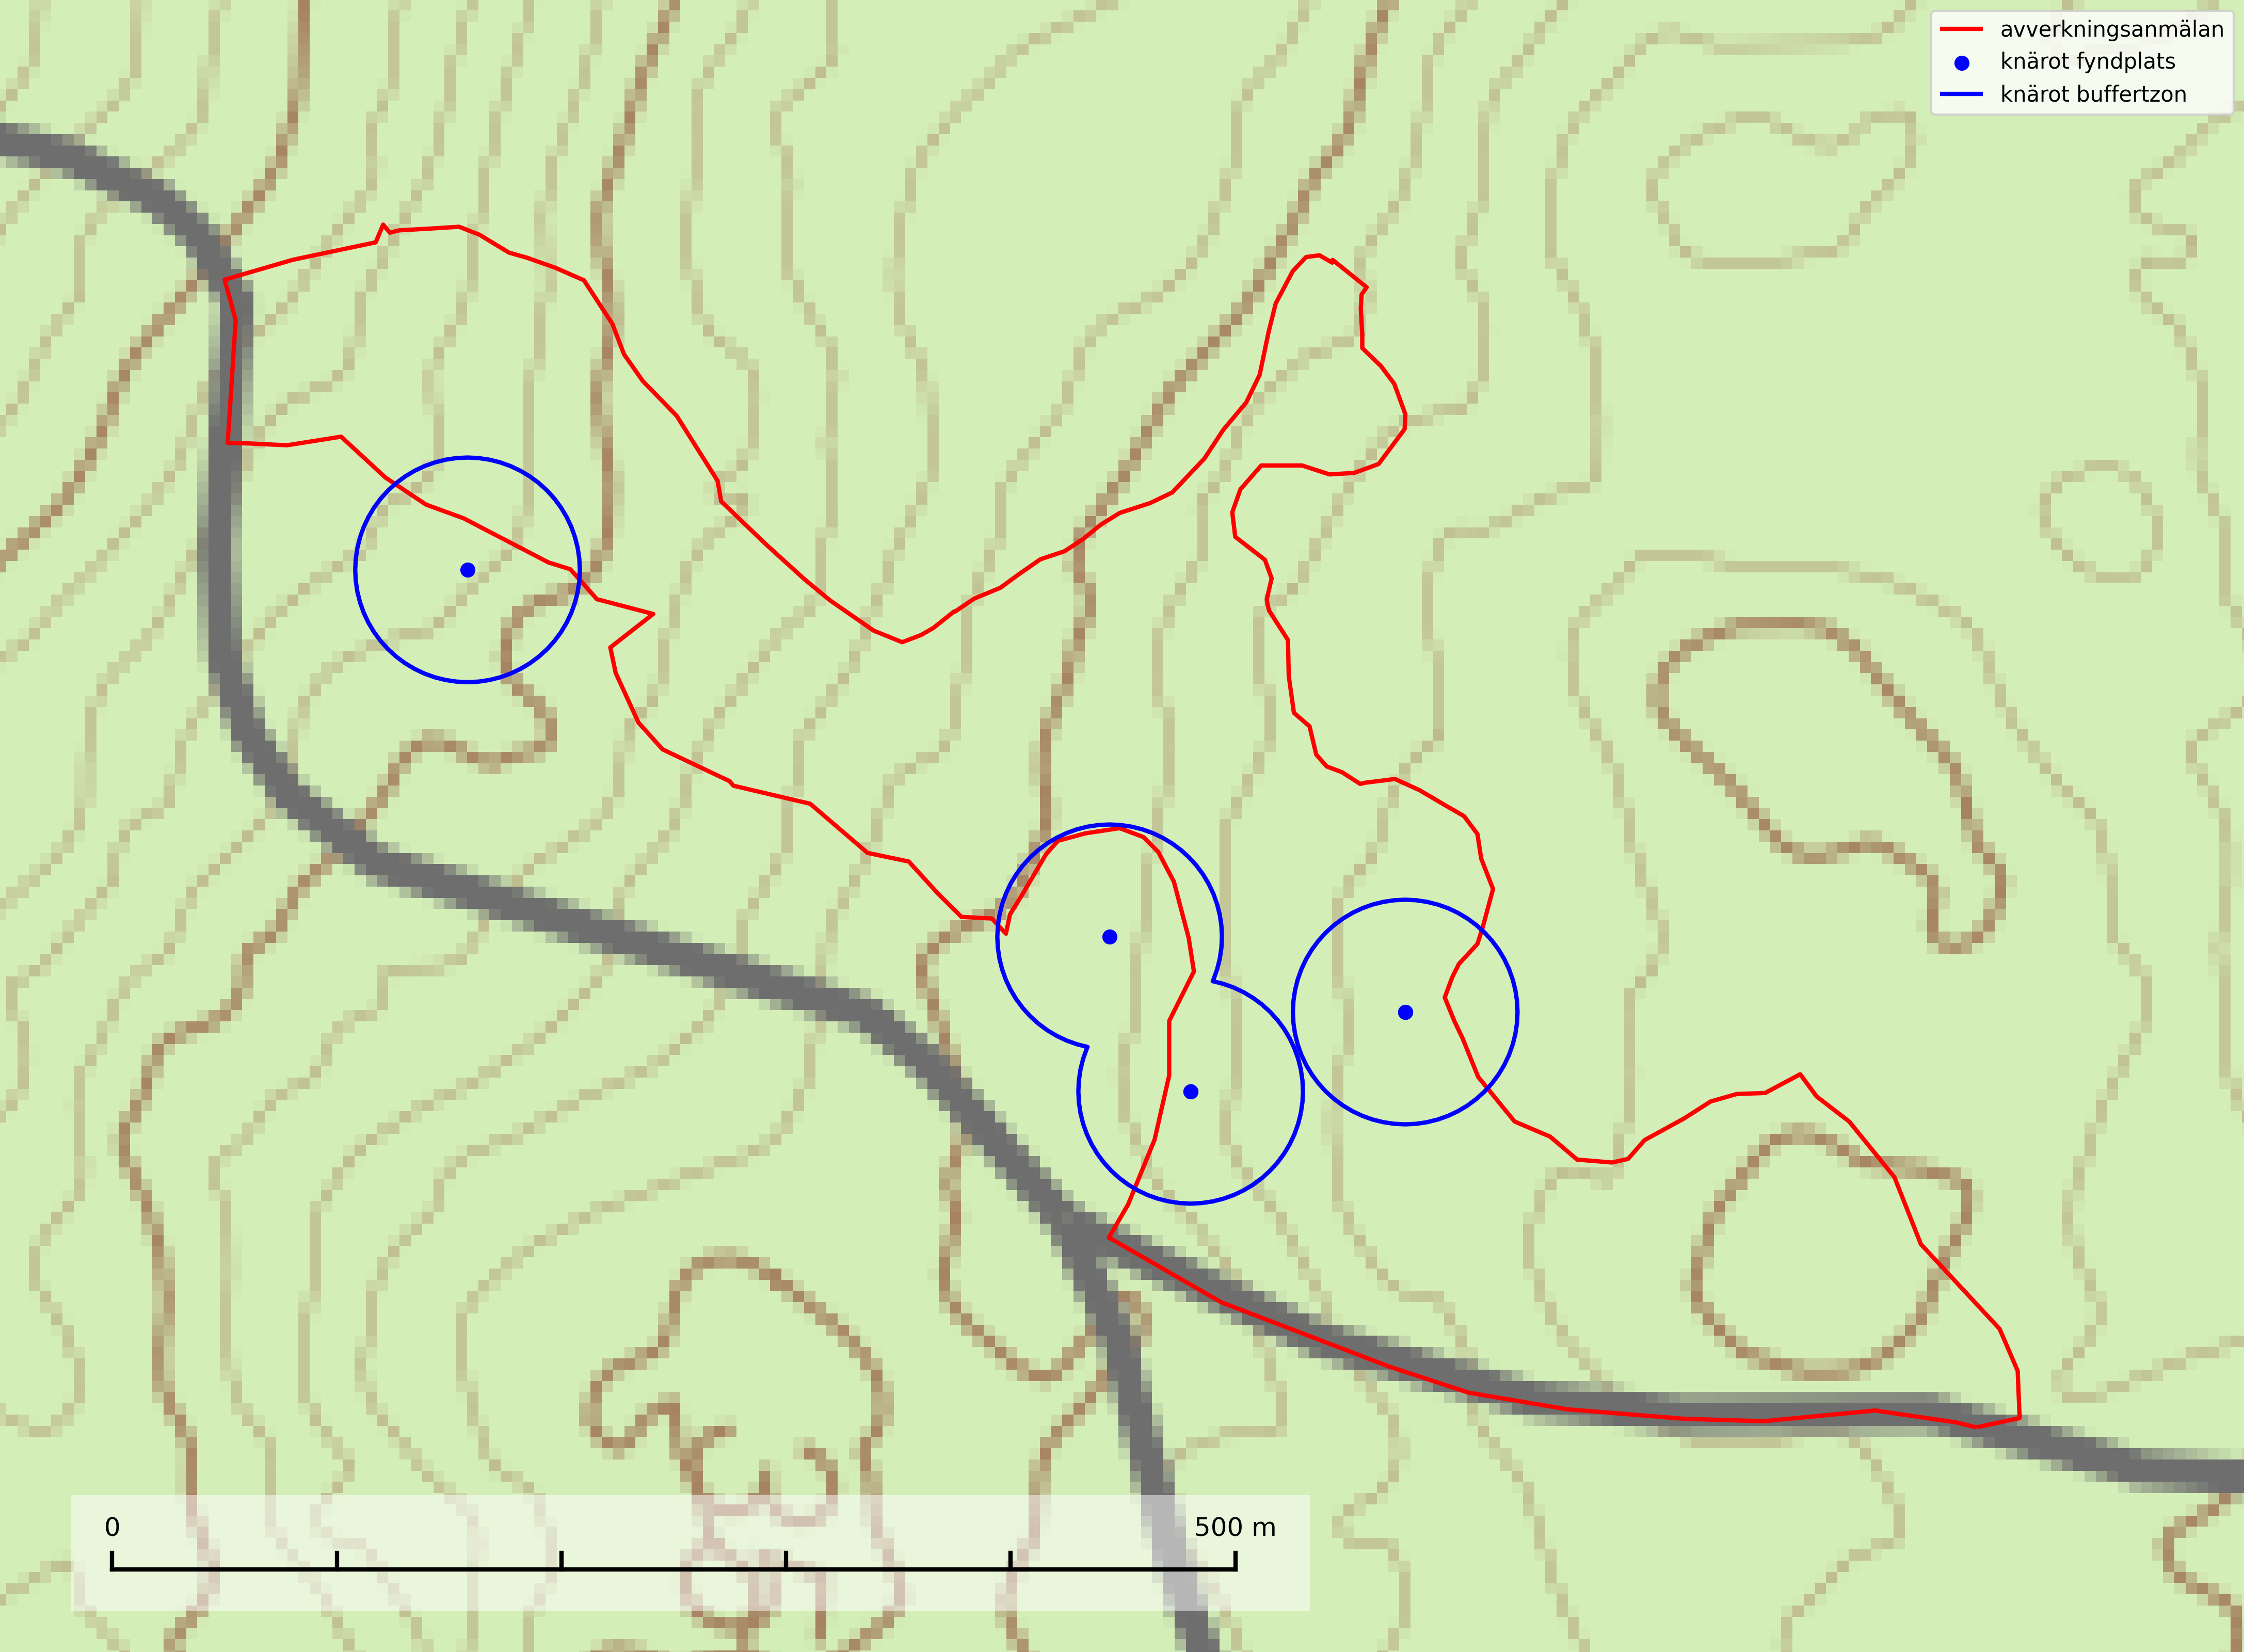 avverkningsanmälan
knärot fyndplats
knärot buffertzon
0
500 m